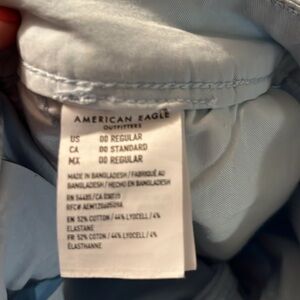 AMERICAN EAGLE
OUTFITTERS
US 00 REGULAR
CA 00 STANDARD
MX 00 REGULAR
MADE IN BANGLADESH / FABRIQUÉ AU
BANGLADESH / HECHO EN BANGLADESH
RN 54485 / CA
RFC#
EN 52% COTTON / 44% LYOCELL / 4%
ELASTANE
FR 52% COTON / 44% LYOCELL / 4%
ÉLASTHANNE